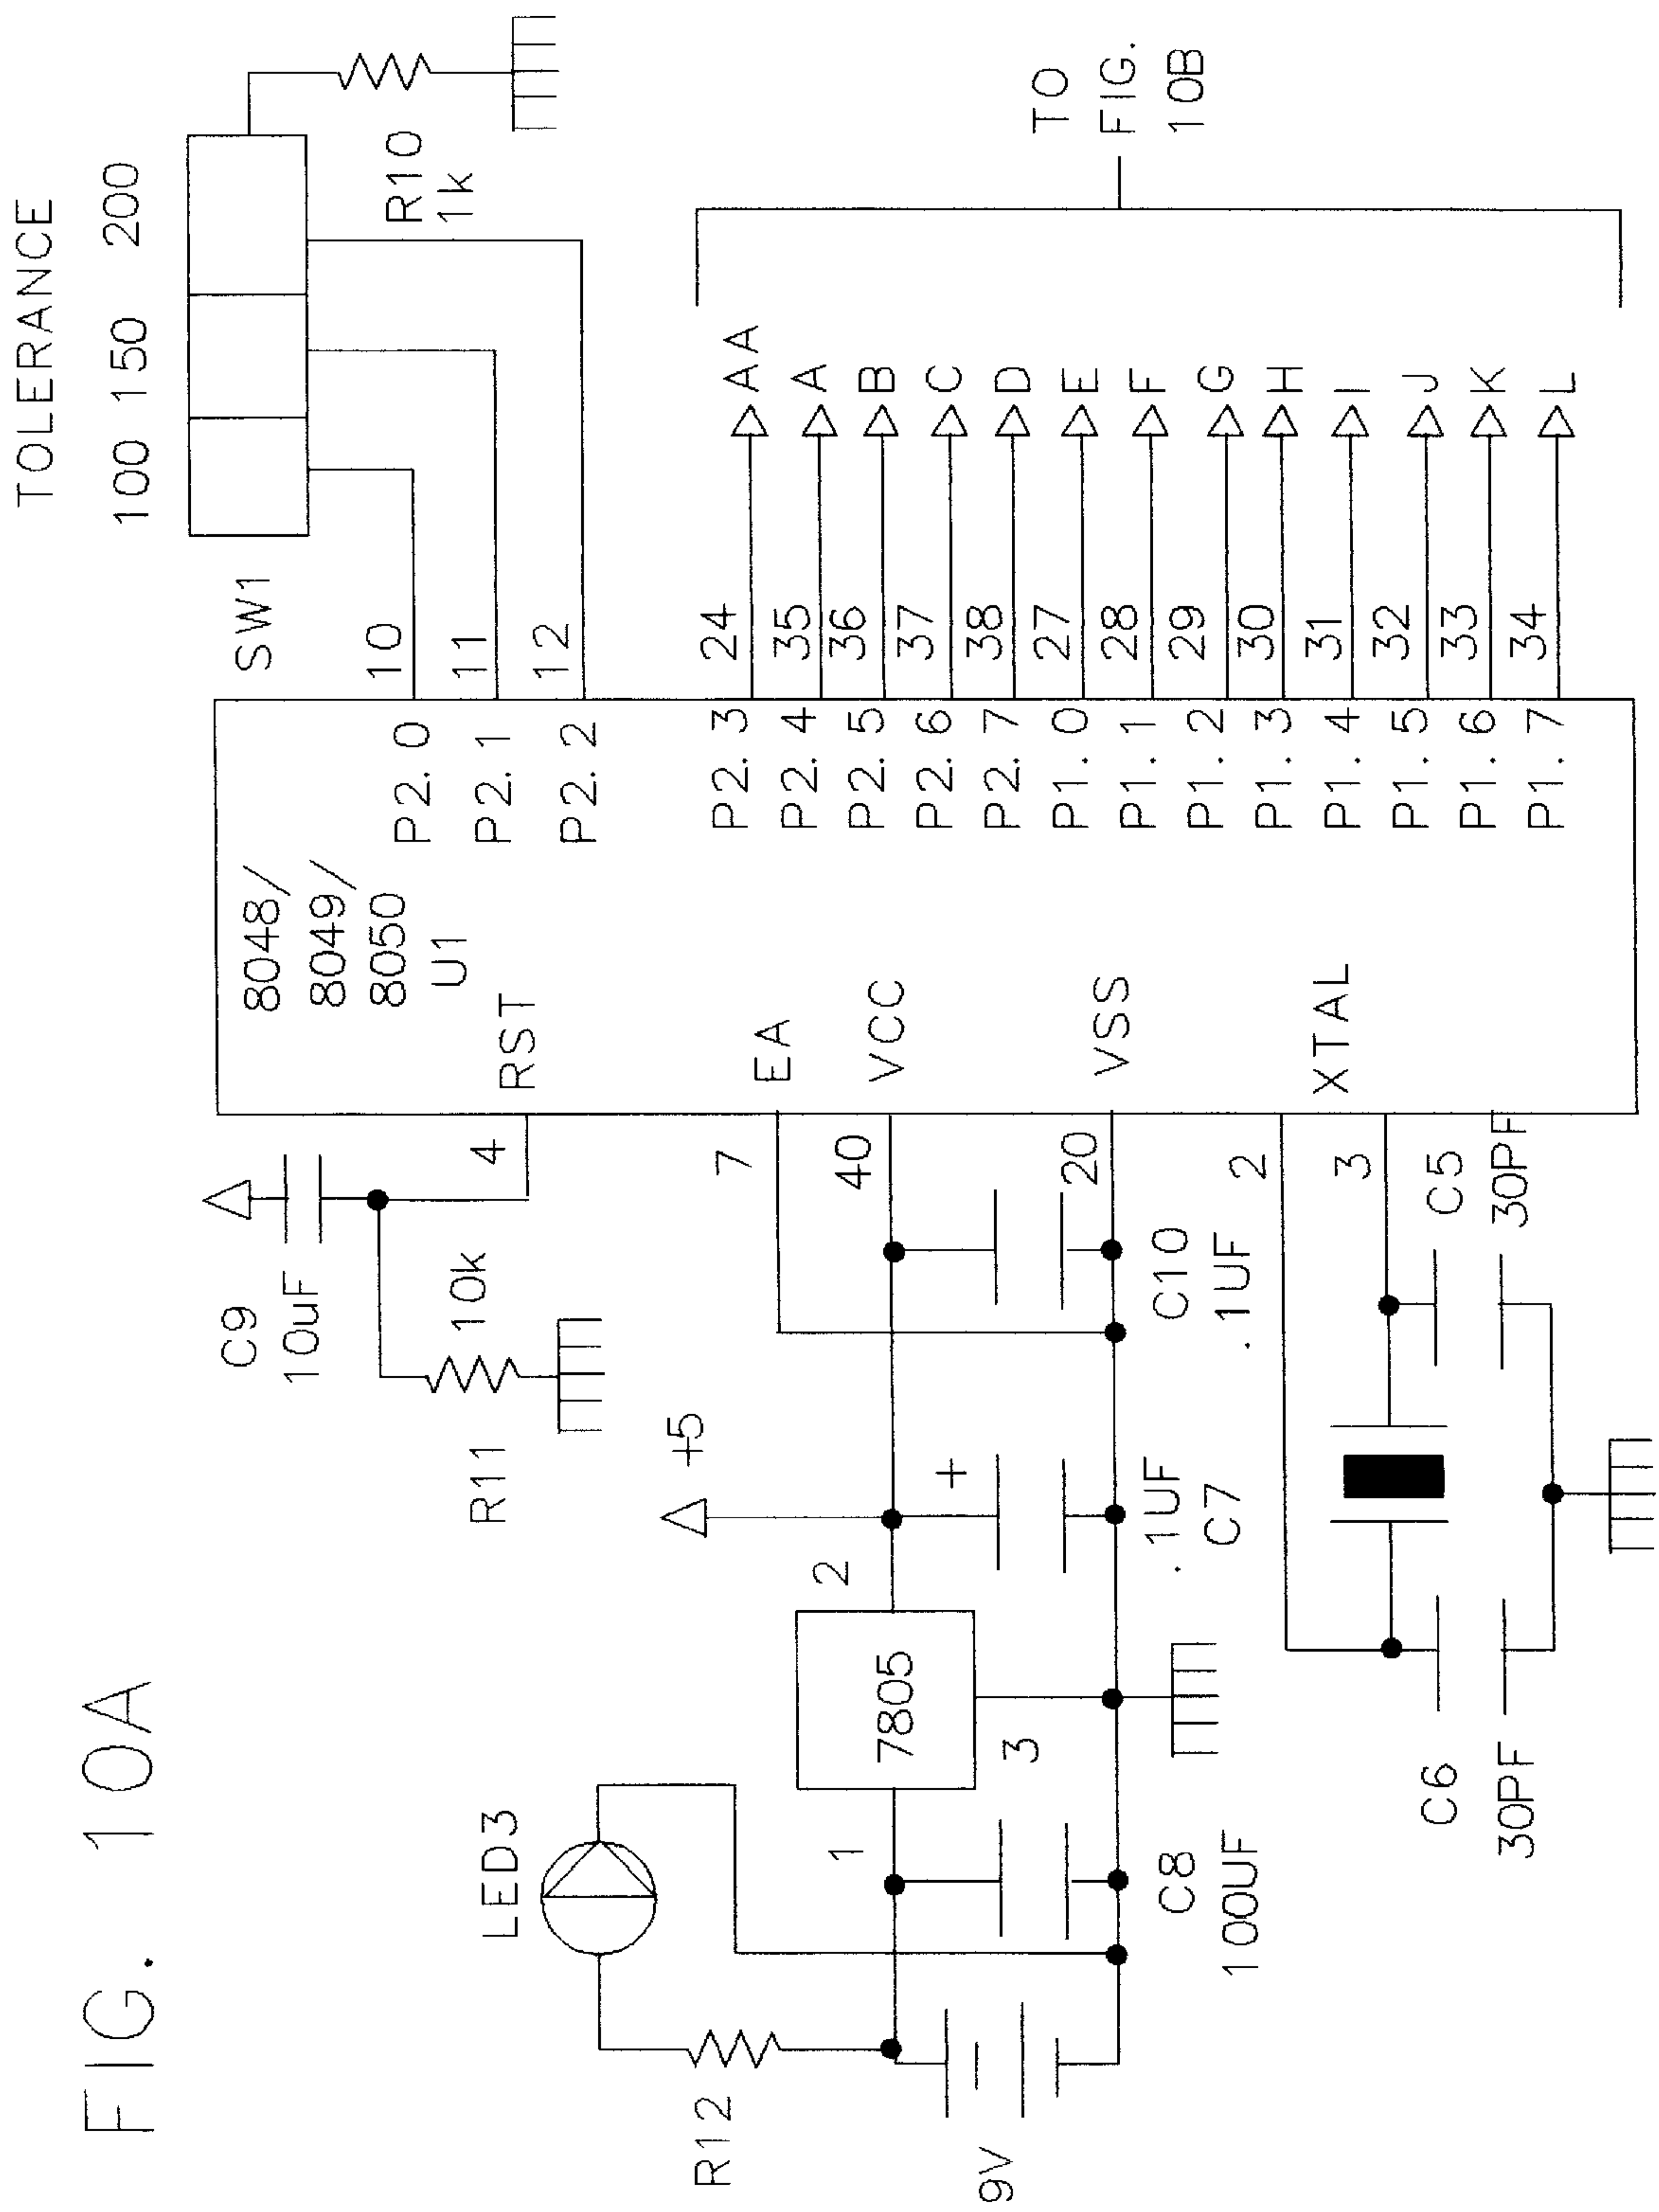 FIG. 10A
TOLERANCE
100 150 200
SW1
R10
1k
8048/
8049/
8050
U1
C9
10uF
R11
10k
4
RST
10
P2.0
11
P2.1
12
P2.2
LED3
R12
9V
1
7805
2
3
+5
+
.1UF
C7
C8
100UF
C10
.1UF
7
EA
40
VCC
20
VSS
2
3
XTAL
C5
30PF
C6
30PF
P2.3 24 AA
P2.4 35 A
P2.5 36 B
P2.6 37 C
P2.7 38 D
P1.0 27 E
P1.1 28 F
P1.2 29 G
P1.3 30 H
P1.4 31 I
P1.5 32 J
P1.6 33 K
P1.7 34 L
TO
FIG.
10B